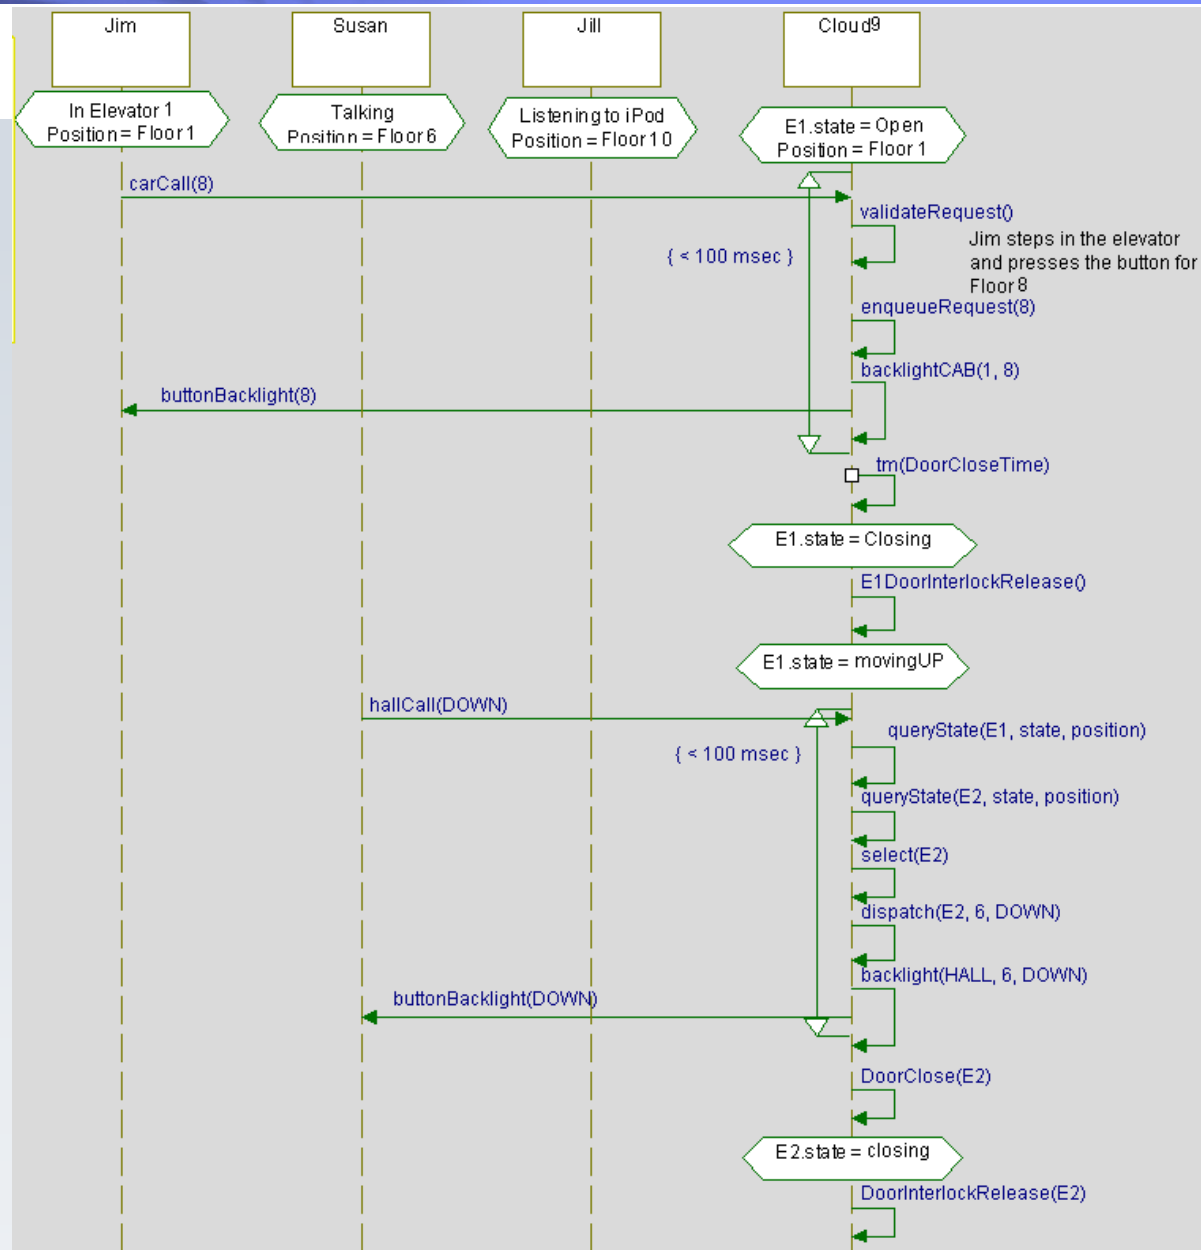 Jim
Susan
Jill
Cloud9
In Elevator 1
Position = Floor 1
Talking
Position = Floor 6
Listening to iPod
Position = Floor 10
E1.state = Open
Position = Floor 1
carCall(8)
validateRequest()
{ < 100 msec }
Jim steps in the elevator
and presses the button for
Floor 8
enqueueRequest(8)
backlightCAB(1, 8)
buttonBacklight(8)
tm(DoorCloseTime)
E1.state = Closing
E1DoorInterlockRelease()
E1.state = movingUP
hallCall(DOWN)
queryState(E1, state, position)
{ < 100 msec }
queryState(E2, state, position)
select(E2)
dispatch(E2, 6, DOWN)
backlight(HALL, 6, DOWN)
buttonBacklight(DOWN)
DoorClose(E2)
E2.state = closing
DoorInterlockRelease(E2)